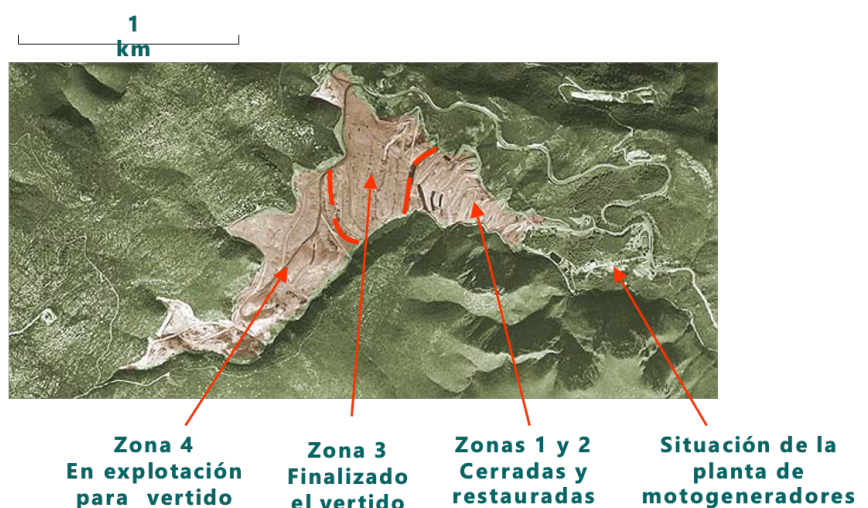 1
km
Zona 4
En explotación
para vertido
Zona 3
Finalizado
el vertido
Zonas 1 y 2
Cerradas y
restauradas
Situación de la
planta de
motogeneradores